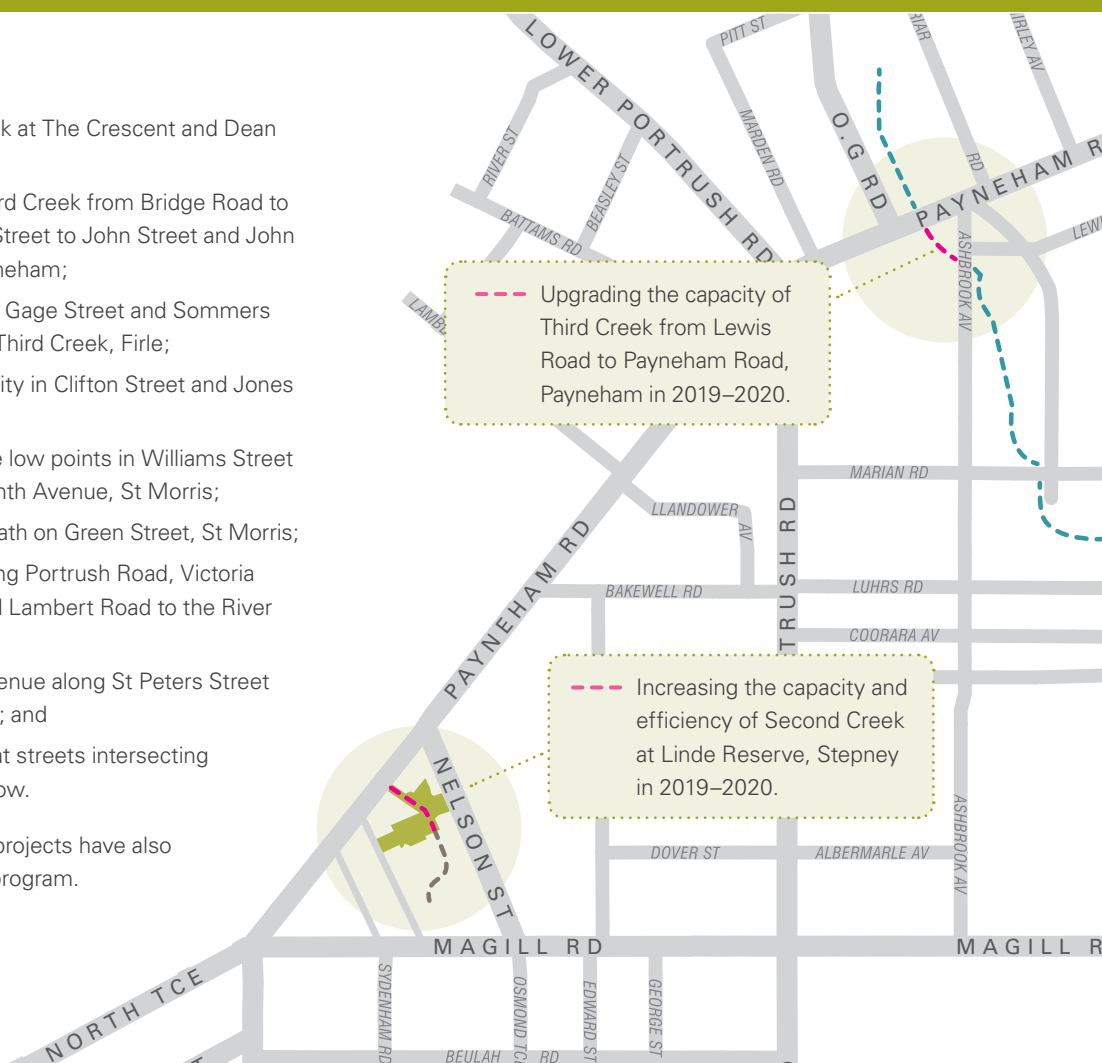 k at The Crescent and Dean
rd Creek from Bridge Road to
Street to John Street and John
neham;
Gage Street and Sommers
Third Creek, Firle;
ity in Clifton Street and Jones
e low points in Williams Street
nth Avenue, St Morris;
ath on Green Street, St Morris;
ng Portrush Road, Victoria
d Lambert Road to the River
enue along St Peters Street
; and
nt streets intersecting
ow.
projects have also
program.
LOWER PORTRUSH RD
PITT ST
RIAR
RD
IRLEY AV
MARDEN RD
O.G RD
RIVER ST
BEASLEY ST
BATTAMS RD
PAYNEHAM R
LEWI
ASHBROOK AV
LAMBE
Upgrading the capacity of
Third Creek from Lewis
Road to Payneham Road,
Payneham in 2019–2020.
MARIAN RD
LLANDOWER
AV
TRUSH RD
PAYNEHAM RD
BAKEWELL RD
LUHRS RD
COORARA AV
Increasing the capacity and
efficiency of Second Creek
at Linde Reserve, Stepney
in 2019–2020.
NELSON ST
DOVER ST
ALBERMARLE AV
ASHBROOK AV
MAGILL RD
MAGILL R
NORTH TCE
SYDENHAM RD
OSMOND TCE
EDWARD ST
GEORGE ST
BEULAH RD